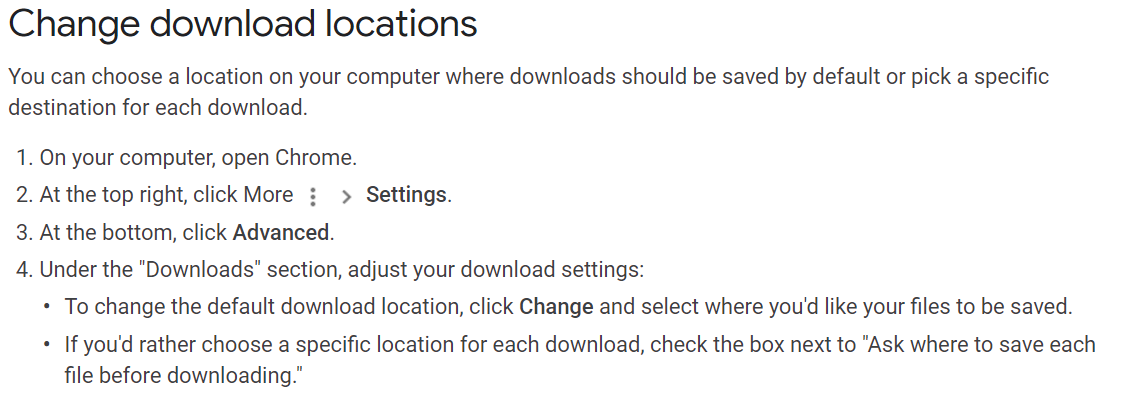 Change download locations
You can choose a location on your computer where downloads should be saved by default or pick a specific
destination for each download.
1. On your computer, open Chrome.
2. At the top right, click More ⋮ > Settings.
3. At the bottom, click Advanced.
4. Under the "Downloads" section, adjust your download settings:
• To change the default download location, click Change and select where you'd like your files to be saved.
• If you'd rather choose a specific location for each download, check the box next to "Ask where to save each
file before downloading."